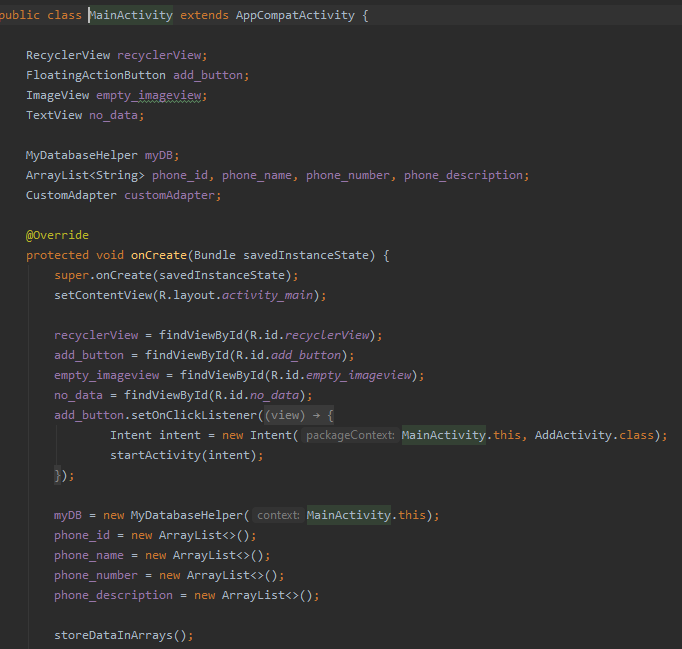 public class MainActivity extends AppCompatActivity {
RecyclerView recyclerView;
FloatingActionButton add_button;
ImageView empty_imageview;
TextView no_data;
MyDatabaseHelper myDB;
ArrayList<String> phone_id, phone_name, phone_number, phone_description;
CustomAdapter customAdapter;
@Override
protected void onCreate(Bundle savedInstanceState) {
super.onCreate(savedInstanceState);
setContentView(R.layout.activity_main);
recyclerView = findViewById(R.id.recyclerView);
add_button = findViewById(R.id.add_button);
empty_imageview = findViewById(R.id.empty_imageview);
no_data = findViewById(R.id.no_data);
add_button.setOnClickListener((view) → {
Intent intent = new Intent( packageContext: MainActivity.this, AddActivity.class);
startActivity(intent);
});
myDB = new MyDatabaseHelper( context: MainActivity.this);
phone_id = new ArrayList<>();
phone_name = new ArrayList<>();
phone_number = new ArrayList<>();
phone_description = new ArrayList<>();
storeDataInArrays();